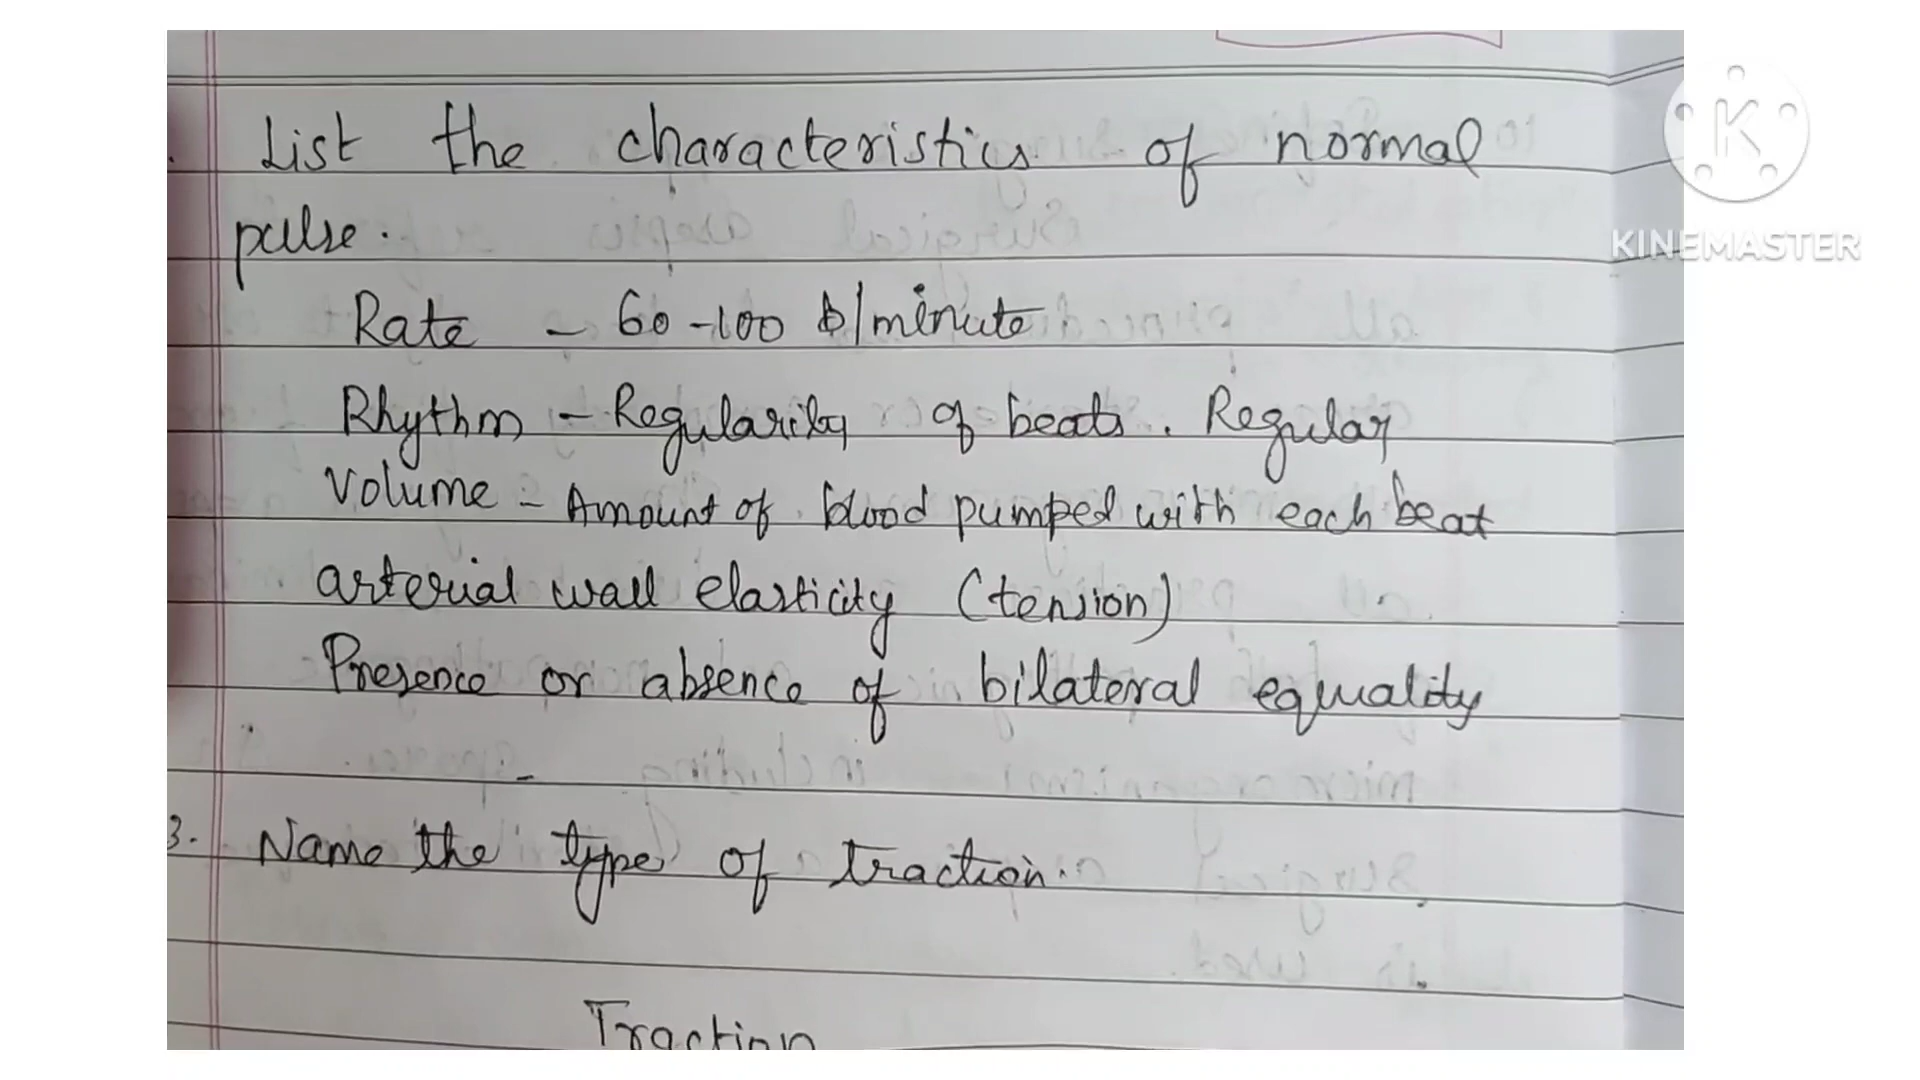 List the characteristics of normal
pulse.
Rate - 60-100 b/minute
Rhythm - Regularity of beats. Regular
Volume - Amount of blood pumped with each beat
arterial wall elasticity (tension)
Presence or absence of bilateral equality
3. Name the type of traction.
Traction
KINEMASTER